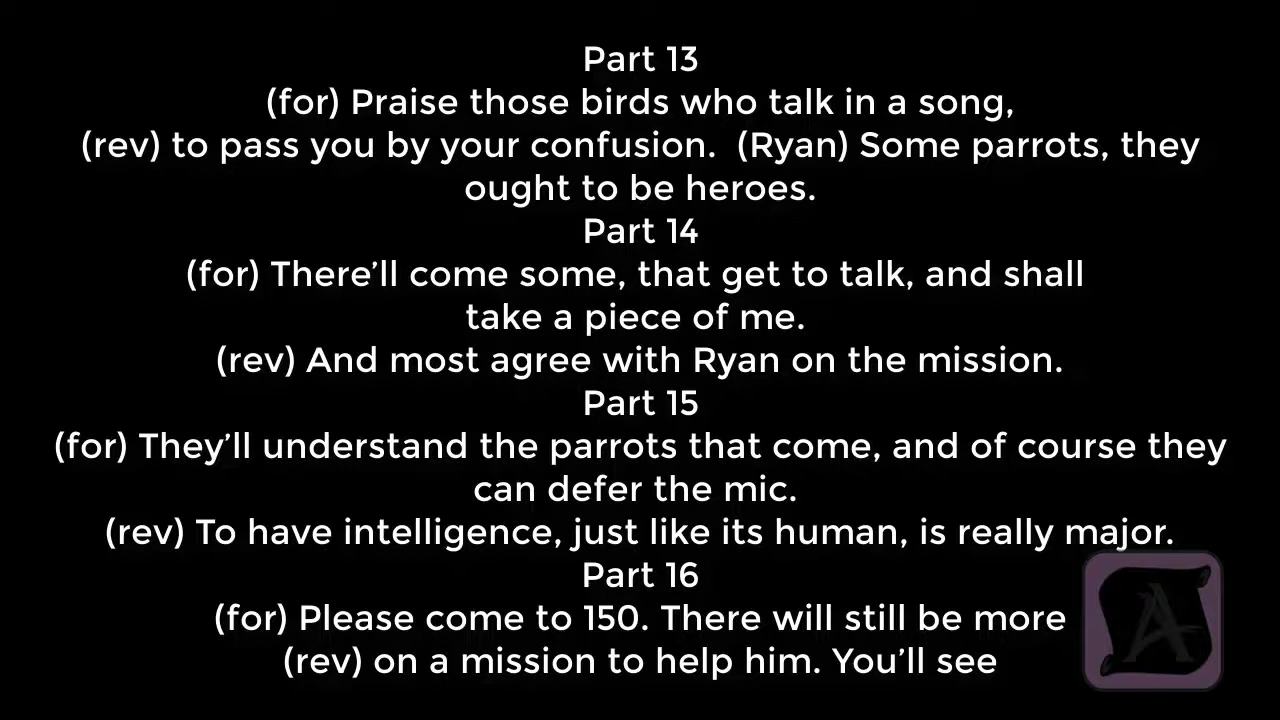 Part 13
(for) Praise those birds who talk in a song,
(rev) to pass you by your confusion.  (Ryan) Some parrots, they
ought to be heroes.
Part 14
(for) There’ll come some, that get to talk, and shall
take a piece of me.
(rev) And most agree with Ryan on the mission.
Part 15
(for) They’ll understand the parrots that come, and of course they
can defer the mic.
(rev) To have intelligence, just like its human, is really major.
Part 16
(for) Please come to 150. There will still be more
(rev) on a mission to help him. You’ll see
A